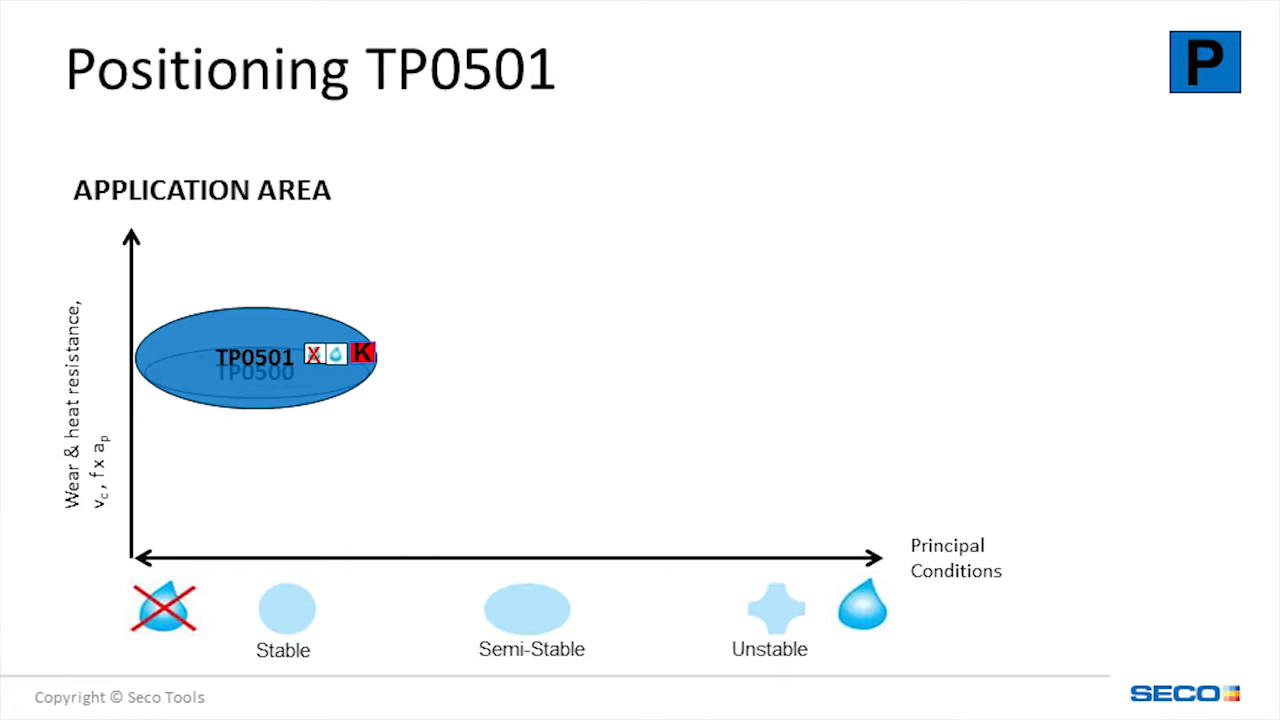 Positioning TP0501
P
APPLICATION AREA
Wear & heat resistance,
vc , f x ap
TP0501
K
TP0500
Principal
Conditions
Stable
Semi-Stable
Unstable
Copyright © Seco Tools
SECO